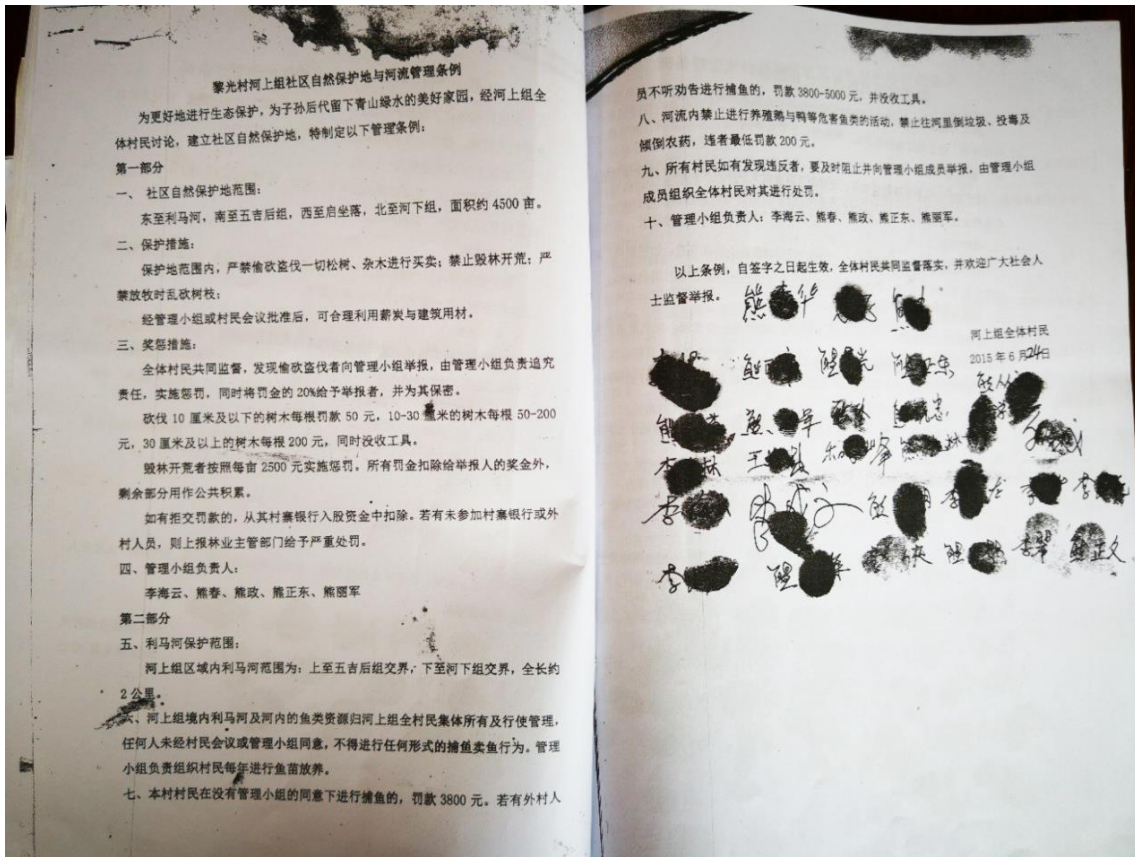 黎光村河上组社区自然保护地与河流管理条例
为更好地进行生态保护，为子孙后代留下青山绿水的美好家园，经河上组全
体村民讨论，建立社区自然保护地，特制定以下管理条例：
第一部分
一、 社区自然保护地范围：
东至利马河，南至五吉后组，西至启坐落，北至河下组，面积约4500亩。
二、保护措施：
保护地范围内，严禁偷砍盗伐一切松树、杂木进行买卖；禁止毁林开荒；严
禁放牧时乱砍树枝；
经管理小组或村民会议批准后，可合理利用薪炭与建筑用材。
三、奖惩措施：
全体村民共同监督，发现偷砍盗伐者向管理小组举报，由管理小组负责追究
责任，实施惩罚，同时将罚金的20%给予举报者，并为其保密。
砍伐10厘米及以下的树木每根罚款50元，10-30厘米的树木每根50-200
元，30厘米及以上的树木每根200元，同时没收工具。
毁林开荒者按照每亩2500元实施惩罚。所有罚金扣除给举报人的奖金外，
剩余部分用作公共积累。
如有拒交罚款的，从其村寨银行入股资金中扣除。若有未参加村寨银行或外
村人员，则上报林业主管部门给予严重处罚。
四、管理小组负责人：
李海云、熊春、熊政、熊正东、熊丽军
第二部分
五、利马河保护范围：
河上组区域内利马河范围为：上至五吉后组交界，下至河下组交界，全长约
2公里。
六、河上组境内利马河及河内的鱼类资源归河上组全村民集体所有及行使管理，
任何人未经村民会议或管理小组同意，不得进行任何形式的捕鱼卖鱼行为。管理
小组负责组织村民每年进行鱼苗放养。
七、本村村民在没有管理小组的同意下进行捕鱼的，罚款3800元。若有外村人
员不听劝告进行捕鱼的，罚款3800-5000元，并没收工具。
八、河流内禁止进行养殖鹅与鸭等危害鱼类的活动，禁止往河里倒垃圾、投毒及
倾倒农药，违者最低罚款200元。
九、所有村民如有发现违反者，要及时阻止并向管理小组成员举报，由管理小组
成员组织全体村民对其进行处罚。
十、管理小组负责人：李海云、熊春、熊政、熊正东、熊丽军。
以上条例，自签字之日起生效，全体村民共同监督落实，并欢迎广大社会人
士监督举报。
河上组全体村民
2015年6月24日